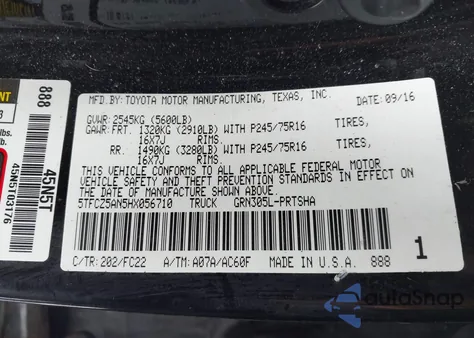 MFD.BY:TOYOTA MOTOR MANUFACTURING, TEXAS, INC.
DATE: 09/16
GVWR:2545KG (5600LB)
GAWR:FRT. 1320KG (2910LB) WITH P245/75R16 TIRES,
16X7J RIMS.
RR. 1490KG (3280LB) WITH P245/75R16 TIRES,
16X7J RIMS.
THIS VEHICLE CONFORMS TO ALL APPLICABLE FEDERAL MOTOR
VEHICLE SAFETY AND THEFT PREVENTION STANDARDS IN EFFECT ON
THE DATE OF MANUFACTURE SHOWN ABOVE.
5TFCZ5AN5HX056710 TRUCK GRN305L-PRTSHA
1
C/TR:202/FC22 A/TM:A07A/AC60F MADE IN U.S.A. 888
888
45N5T
45N5T03176
lbs.
AutoSnap